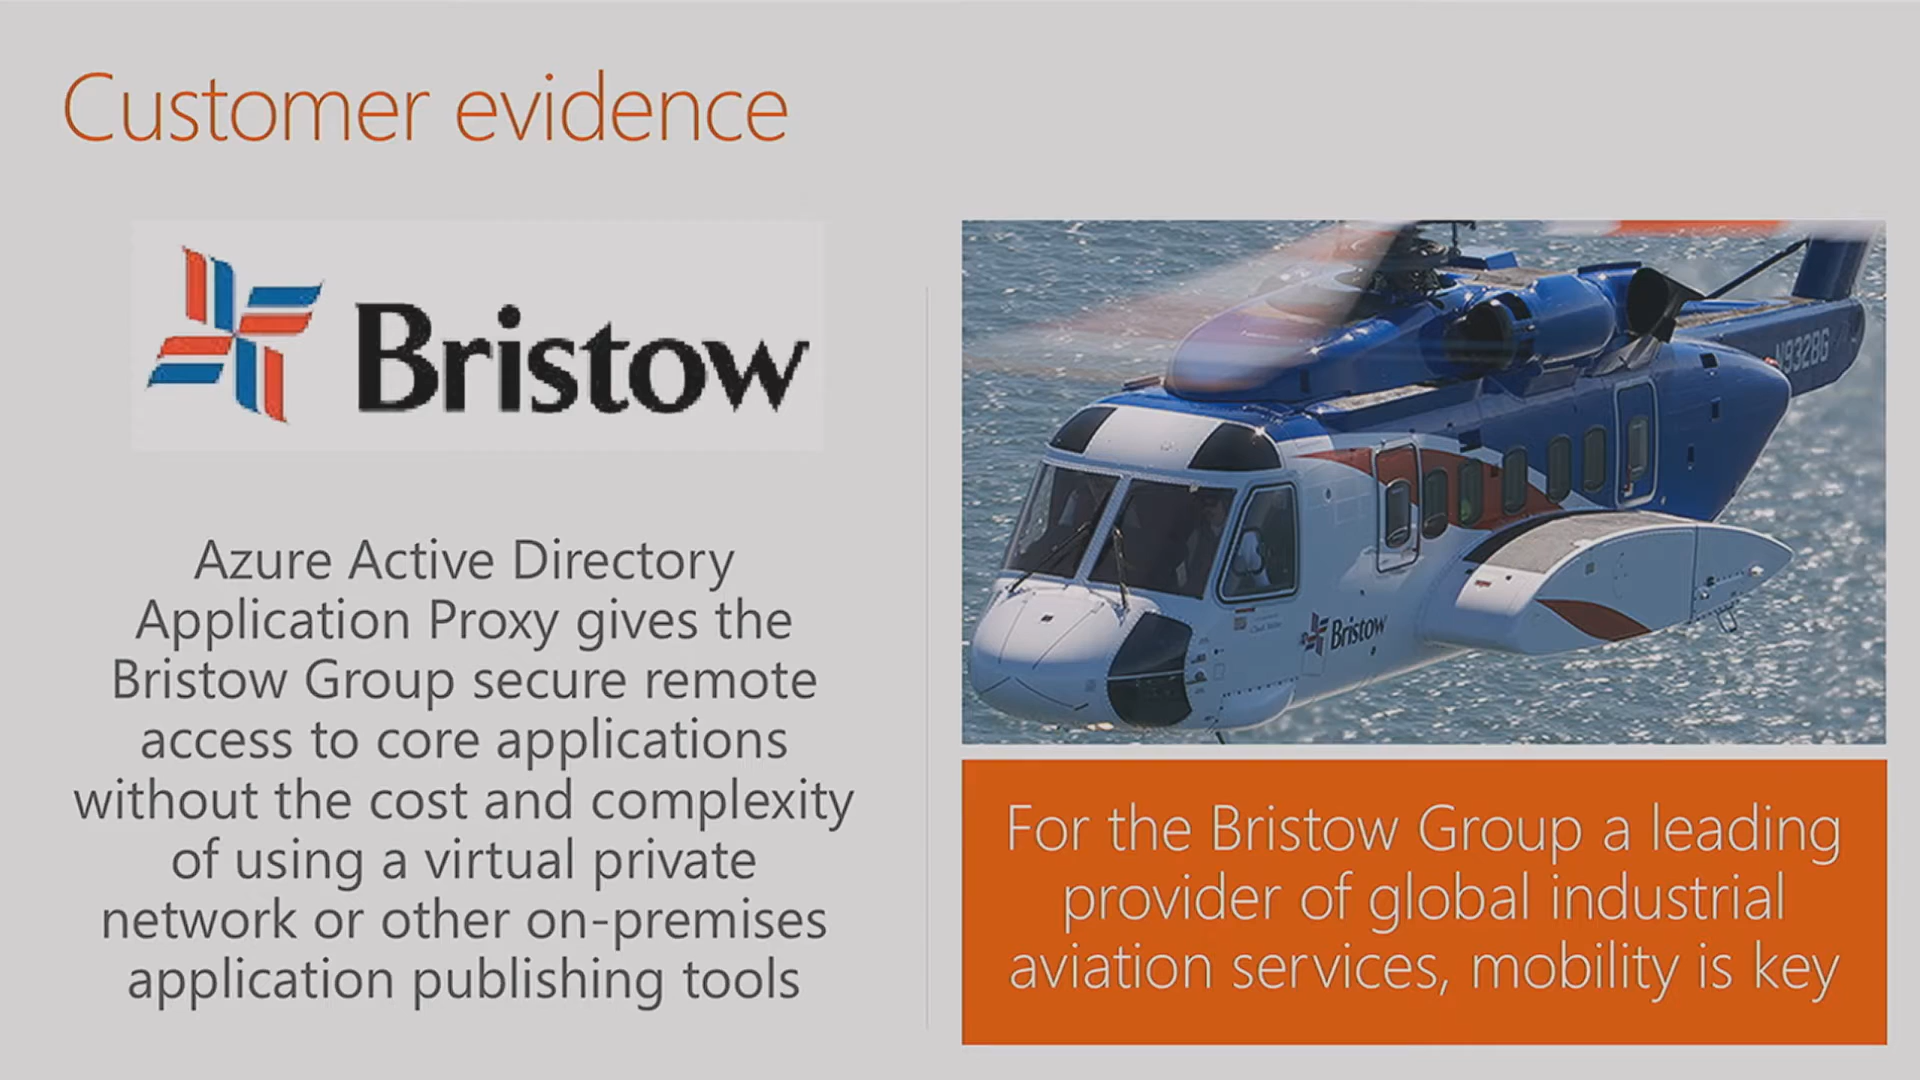 Customer evidence
Bristow
Azure Active Directory
Application Proxy gives the
Bristow Group secure remote
access to core applications
without the cost and complexity
of using a virtual private
network or other on-premises
application publishing tools
N932BG
Bristow
For the Bristow Group a leading
provider of global industrial
aviation services, mobility is key